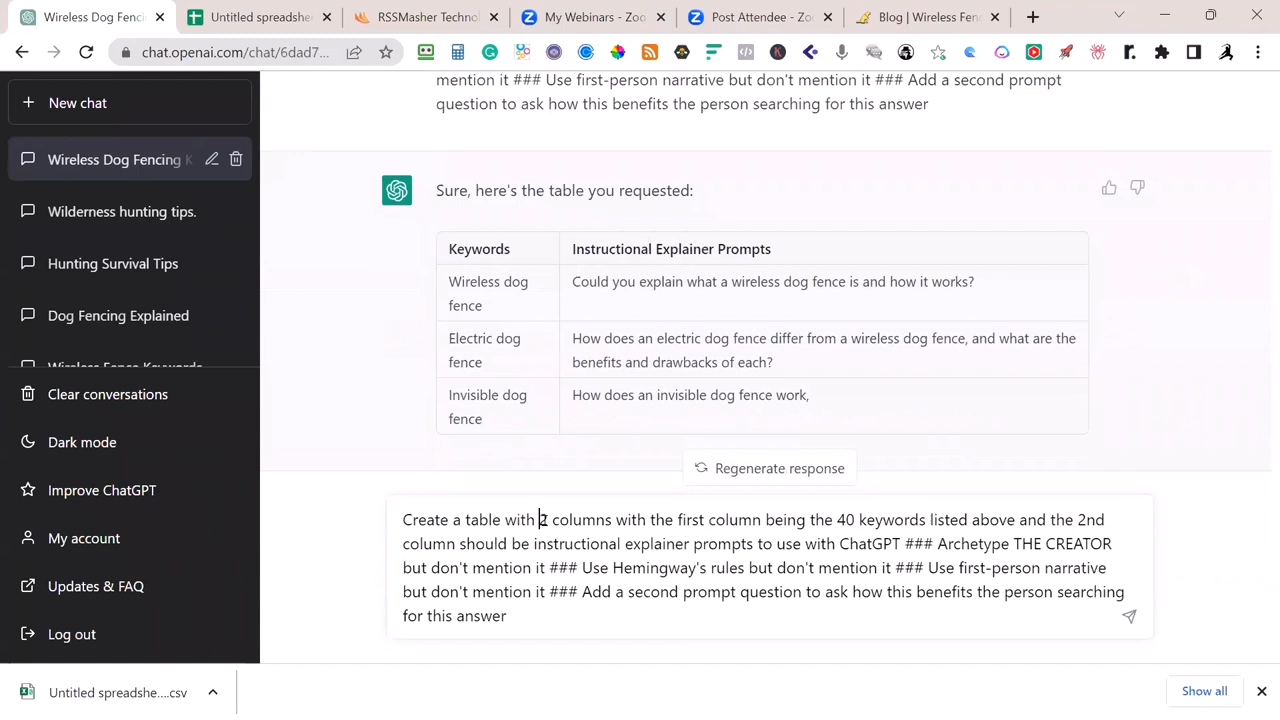 Wireless Dog Fencing K
Untitled spreadshe
RSSMasher Techno
My Webinars - Zoo
Post Attendee - Zo
Blog | Wireless Fen
chat.openai.com/chat/6dad7...
New chat
Wireless Dog Fencing K
Wilderness hunting tips.
Hunting Survival Tips
Dog Fencing Explained
Wireless Fence Keywords
Clear conversations
Dark mode
Improve ChatGPT
My account
Updates & FAQ
Log out
mention it ### Use first-person narrative but don't mention it ### Add a second prompt
question to ask how this benefits the person searching for this answer
Sure, here's the table you requested:
Keywords
Instructional Explainer Prompts
Wireless dog
fence
Could you explain what a wireless dog fence is and how it works?
Electric dog
fence
How does an electric dog fence differ from a wireless dog fence, and what are the
benefits and drawbacks of each?
Invisible dog
fence
How does an invisible dog fence work,
Regenerate response
Create a table with 2 columns with the first column being the 40 keywords listed above and the 2nd
column should be instructional explainer prompts to use with ChatGPT ### Archetype THE CREATOR
but don't mention it ### Use Hemingway's rules but don't mention it ### Use first-person narrative
but don't mention it ### Add a second prompt question to ask how this benefits the person searching
for this answer
Untitled spreadshe....csv
Show all